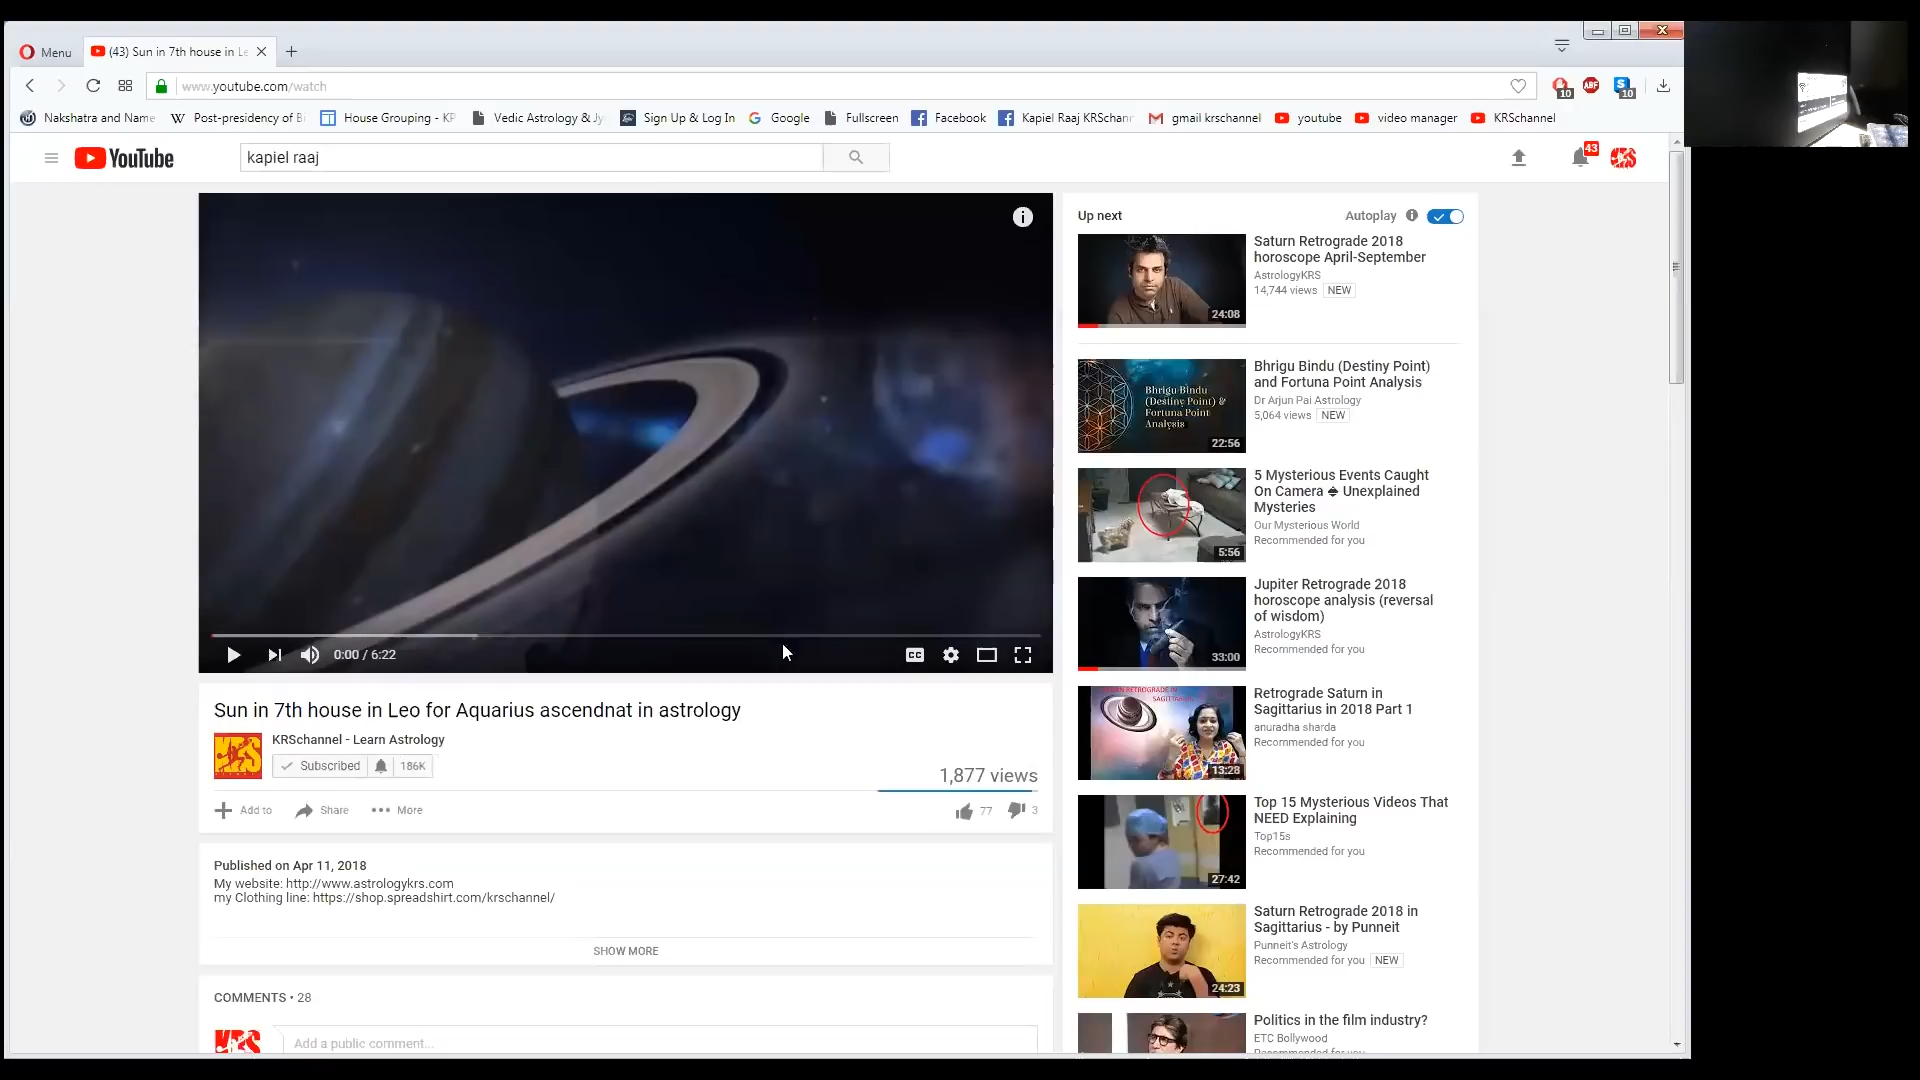 Menu
(43) Sun in 7th house in Le
www.youtube.com/watch
10
ABP
10
Nakshatra and Name
Post-presidency of B
House Grouping - KP
Vedic Astrology & Jy
Sign Up & Log In
Google
Fullscreen
Facebook
Kapiel Raaj KRSchann
gmail krschannel
youtube
video manager
KRSchannel
YouTube
kapiel raaj
43
KRS
0:00 / 6:22
CC
Sun in 7th house in Leo for Aquarius ascendnat in astrology
KRS
KRSchannel - Learn Astrology
Subscribed
186K
1,877 views
Add to
Share
More
77
3
Published on Apr 11, 2018
My website: http://www.astrologykrs.com
my Clothing line: https://shop.spreadshirt.com/krschannel/
SHOW MORE
COMMENTS • 28
KRS
Add a public comment...
Up next
Autoplay
24:08
Saturn Retrograde 2018
horoscope April-September
AstrologyKRS
14,744 views NEW
Bhrigu Bindu
(Destiny Point) &
Fortuna Point
Analysis
22:56
Bhrigu Bindu (Destiny Point)
and Fortuna Point Analysis
Dr Arjun Pai Astrology
5,064 views NEW
5:56
5 Mysterious Events Caught
On Camera Unexplained
Mysteries
Our Mysterious World
Recommended for you
33:00
Jupiter Retrograde 2018
horoscope analysis (reversal
of wisdom)
AstrologyKRS
Recommended for you
RETROGRADE IN
SAGITTARIUS
13:28
Retrograde Saturn in
Sagittarius in 2018 Part 1
anuradha sharda
Recommended for you
27:42
Top 15 Mysterious Videos That
NEED Explaining
Top15s
Recommended for you
24:23
Saturn Retrograde 2018 in
Sagittarius - by Punneit
Punneit's Astrology
Recommended for you NEW
Politics in the film industry?
ETC Bollywood
Recommended for you